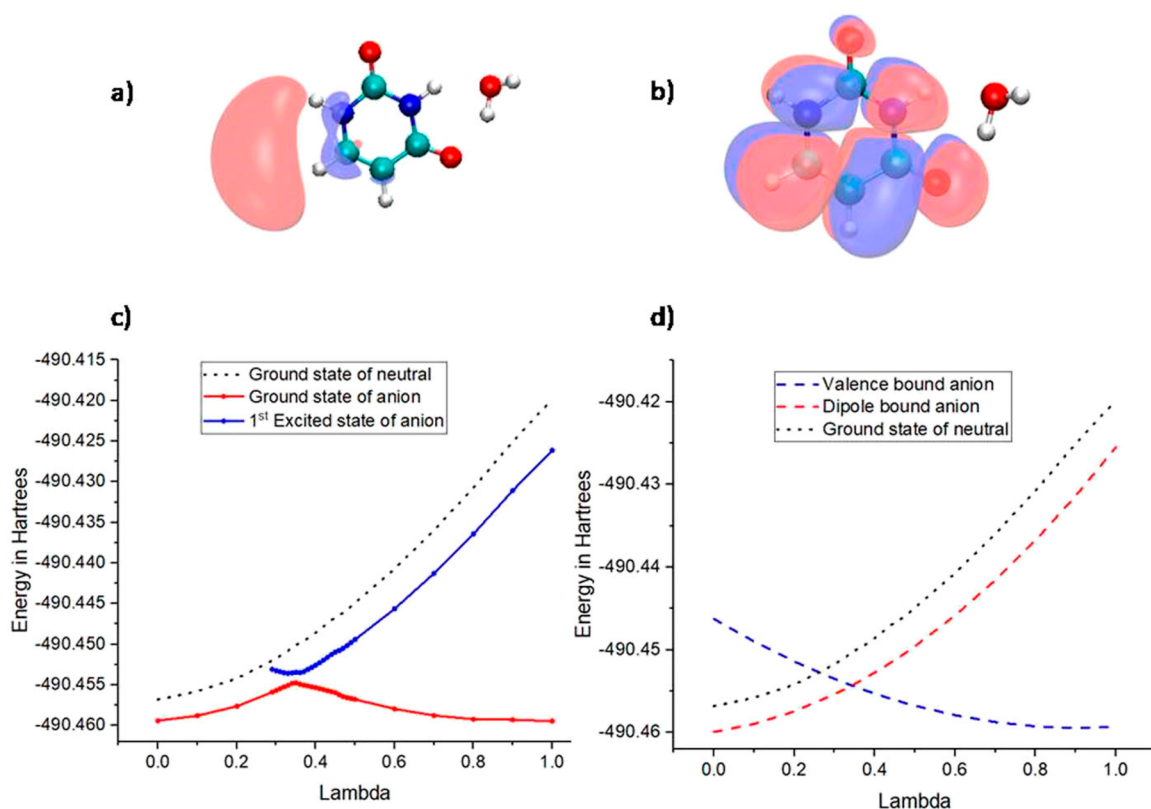 a)
b)
c)
-490.415
-490.420
-490.425
-490.430
-490.435
-490.440
-490.445
-490.450
-490.455
-490.460
Energy in Hartrees
Ground state of neutral
Ground state of anion
1st Excited state of anion
0.0 0.2 0.4 0.6 0.8 1.0
Lambda
d)
-490.42
-490.43
-490.44
-490.45
-490.46
Energy in Hartrees
Valence bound anion
Dipole bound anion
Ground state of neutral
0.0 0.2 0.4 0.6 0.8 1.0
Lambda